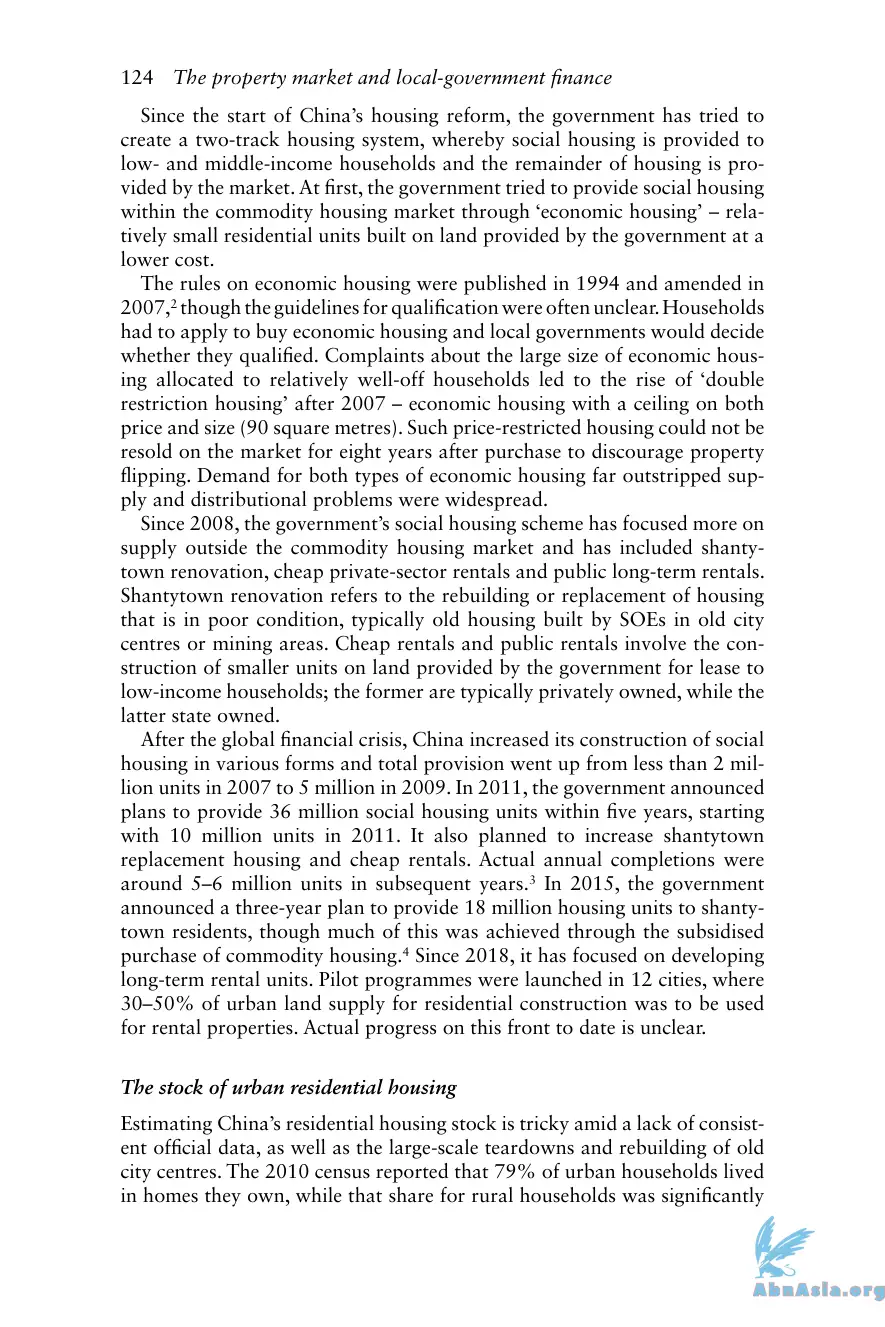 124 The property market and local-government finance
Since the start of China's housing reform, the government has tried to
create a two-track housing system, whereby social housing is provided to
low- and middle-income households and the remainder of housing is pro-
vided by the market. At first, the government tried to provide social housing
within the commodity housing market through ‘economic housing’ – rela-
tively small residential units built on land provided by the government at a
lower cost.
The rules on economic housing were published in 1994 and amended in
2007,² though the guidelines for qualification were often unclear. Households
had to apply to buy economic housing and local governments would decide
whether they qualified. Complaints about the large size of economic hous-
ing allocated to relatively well-off households led to the rise of ‘double
restriction housing’ after 2007 – economic housing with a ceiling on both
price and size (90 square metres). Such price-restricted housing could not be
resold on the market for eight years after purchase to discourage property
flipping. Demand for both types of economic housing far outstripped sup-
ply and distributional problems were widespread.
Since 2008, the government’s social housing scheme has focused more on
supply outside the commodity housing market and has included shanty-
town renovation, cheap private-sector rentals and public long-term rentals.
Shantytown renovation refers to the rebuilding or replacement of housing
that is in poor condition, typically old housing built by SOEs in old city
centres or mining areas. Cheap rentals and public rentals involve the con-
struction of smaller units on land provided by the government for lease to
low-income households; the former are typically privately owned, while the
latter state owned.
After the global financial crisis, China increased its construction of social
housing in various forms and total provision went up from less than 2 mil-
lion units in 2007 to 5 million in 2009. In 2011, the government announced
plans to provide 36 million social housing units within five years, starting
with 10 million units in 2011. It also planned to increase shantytown
replacement housing and cheap rentals. Actual annual completions were
around 5–6 million units in subsequent years.³ In 2015, the government
announced a three-year plan to provide 18 million housing units to shanty-
town residents, though much of this was achieved through the subsidised
purchase of commodity housing.⁴ Since 2018, it has focused on developing
long-term rental units. Pilot programmes were launched in 12 cities, where
30–50% of urban land supply for residential construction was to be used
for rental properties. Actual progress on this front to date is unclear.
The stock of urban residential housing
Estimating China’s residential housing stock is tricky amid a lack of consist-
ent official data, as well as the large-scale teardowns and rebuilding of old
city centres. The 2010 census reported that 79% of urban households lived
in homes they own, while that share for rural households was significantly
AbnAsia.org